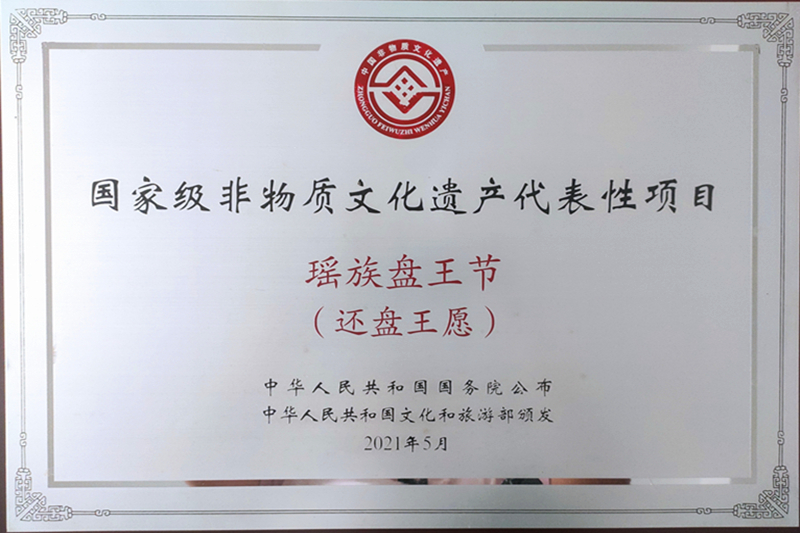 中国非物质文化遗产
ZHONGGUO FEIWUZHI WENHUA YICHAN
国家级非物质文化遗产代表性项目
瑶族盘王节
（还盘王愿）
中华人民共和国国务院公布
中华人民共和国文化和旅游部颁发
2021年5月